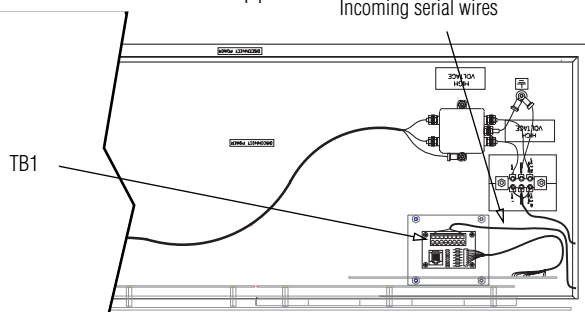 Incoming serial wires
DISCONNECT POWER
HIGH
VOLTAGE
HIGH
VOLTAGE
DISCONNECT POWER
TB1